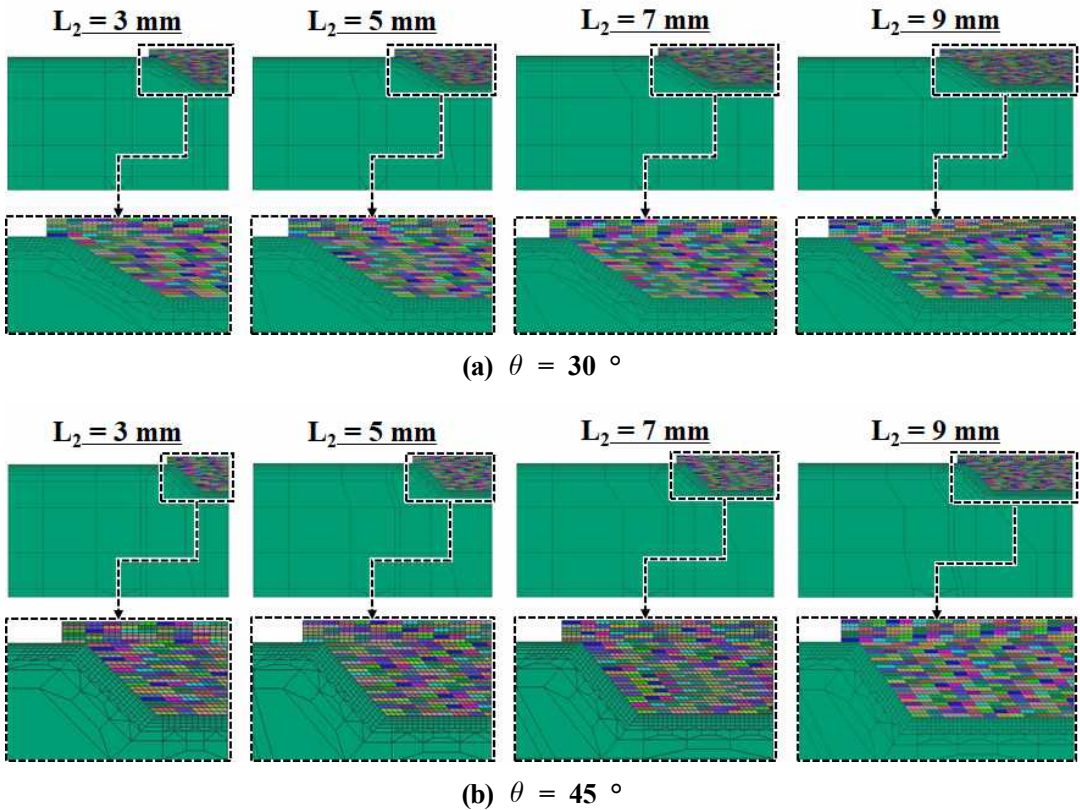 L₂ = 3 mm L₂ = 5 mm L₂ = 7 mm L₂ = 9 mm
(a) θ = 30 °
L₂ = 3 mm L₂ = 5 mm L₂ = 7 mm L₂ = 9 mm
(b) θ = 45 °